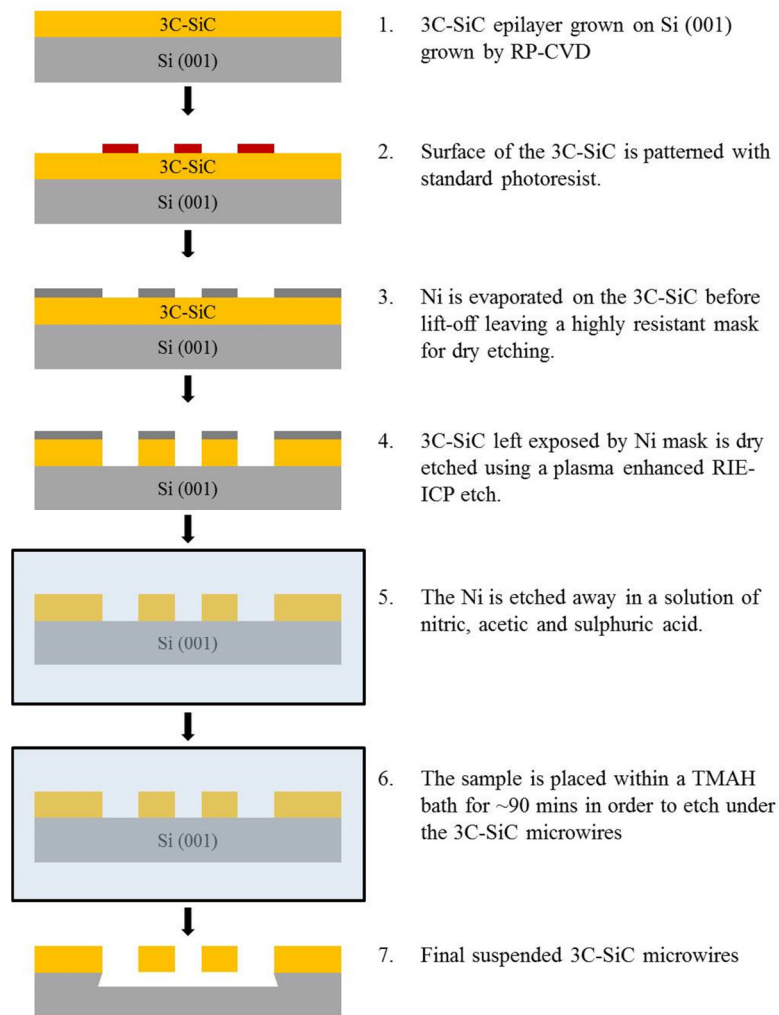 3C-SiC
Si (001)
1. 3C-SiC epilayer grown on Si (001)
grown by RP-CVD
3C-SiC
Si (001)
2. Surface of the 3C-SiC is patterned with
standard photoresist.
3C-SiC
Si (001)
3. Ni is evaporated on the 3C-SiC before
lift-off leaving a highly resistant mask
for dry etching.
Si (001)
4. 3C-SiC left exposed by Ni mask is dry
etched using a plasma enhanced RIE-
ICP etch.
Si (001)
5. The Ni is etched away in a solution of
nitric, acetic and sulphuric acid.
Si (001)
6. The sample is placed within a TMAH
bath for ~90 mins in order to etch under
the 3C-SiC microwires
7. Final suspended 3C-SiC microwires